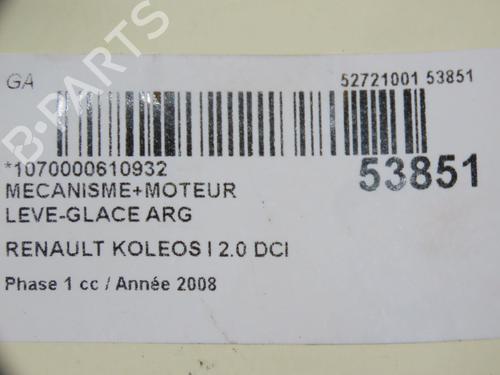 GA
52721001 53851
B-PARTS
*1070000610932
53851
MECANISME+MOTEUR
LEVE-GLACE ARG
RENAULT KOLEOS I 2.0 DCI
Phase 1 cc / Année 2008